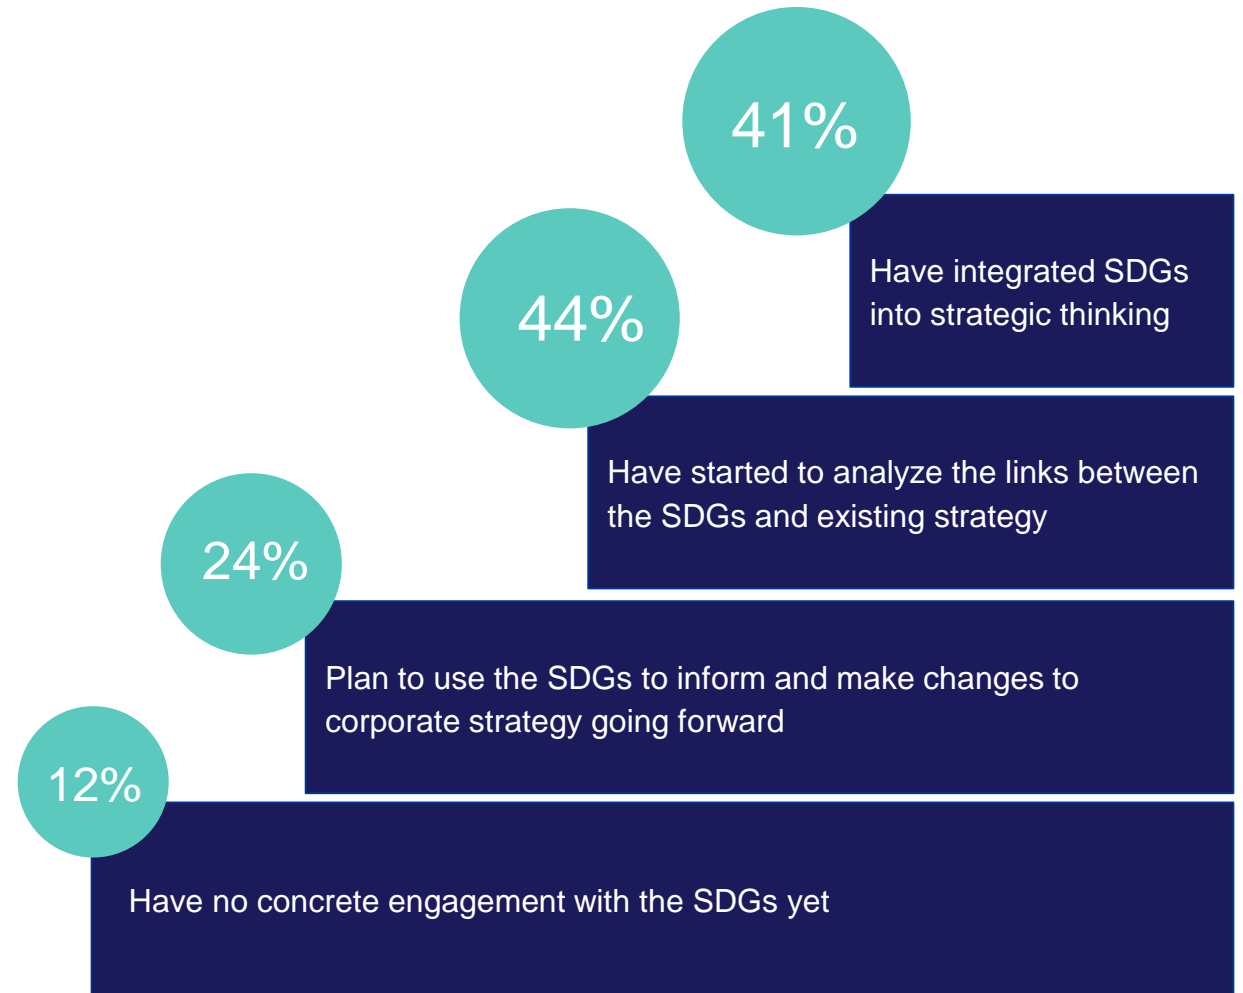 41%
Have integrated SDGs
into strategic thinking
44%
Have started to analyze the links between
the SDGs and existing strategy
24%
Plan to use the SDGs to inform and make changes to
corporate strategy going forward
12%
Have no concrete engagement with the SDGs yet